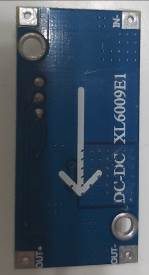 IN-
DC-DC XL6009E1
OUT+
OUT-